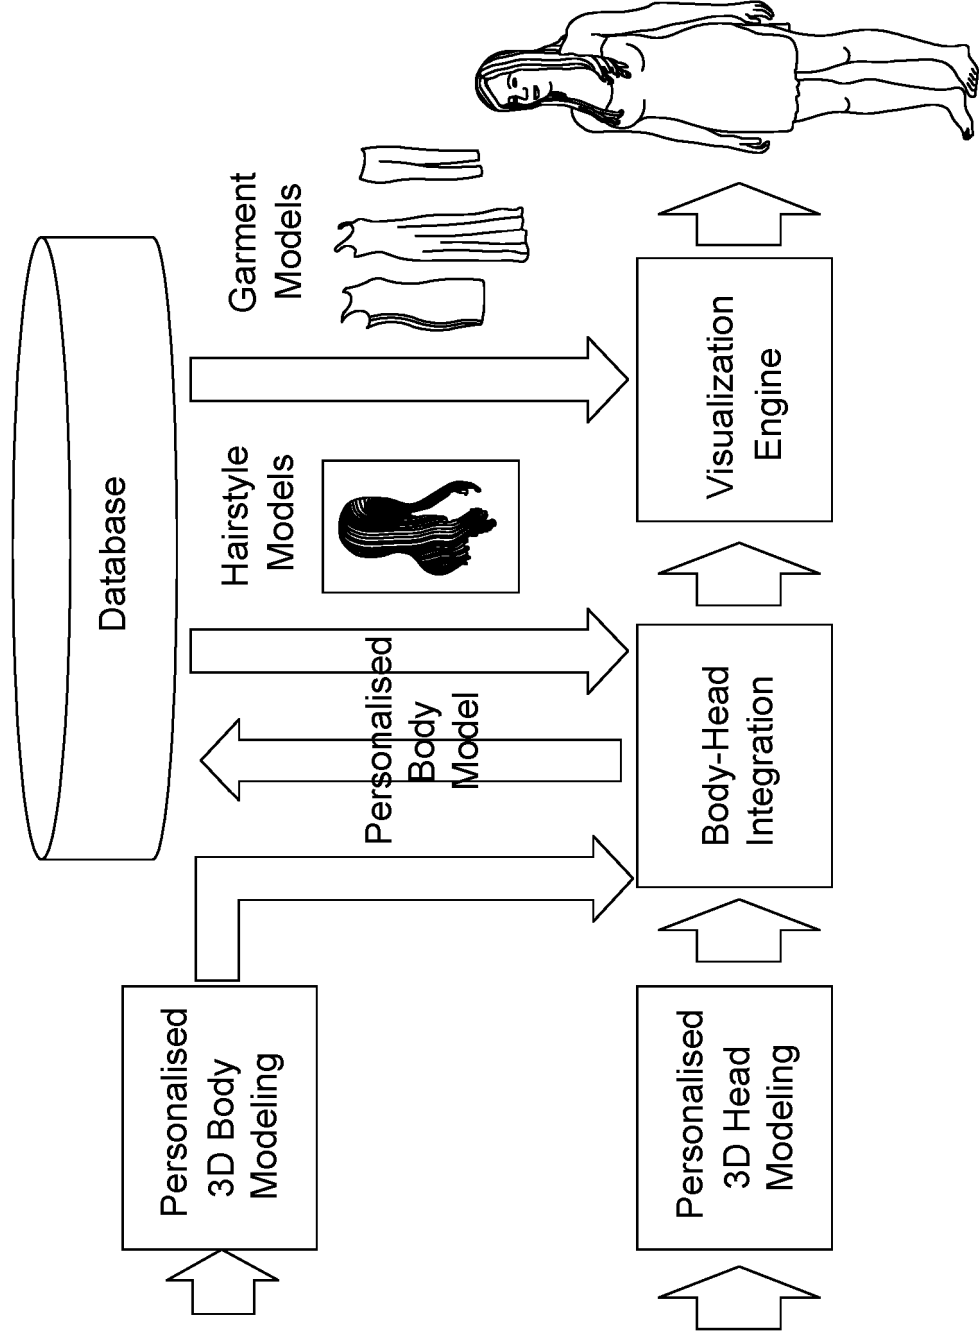 Database
Personalised
3D Body
Modeling
Personalised
Body
Model
Hairstyle
Models
Garment
Models
Personalised
3D Head
Modeling
Body-Head
Integration
Visualization
Engine